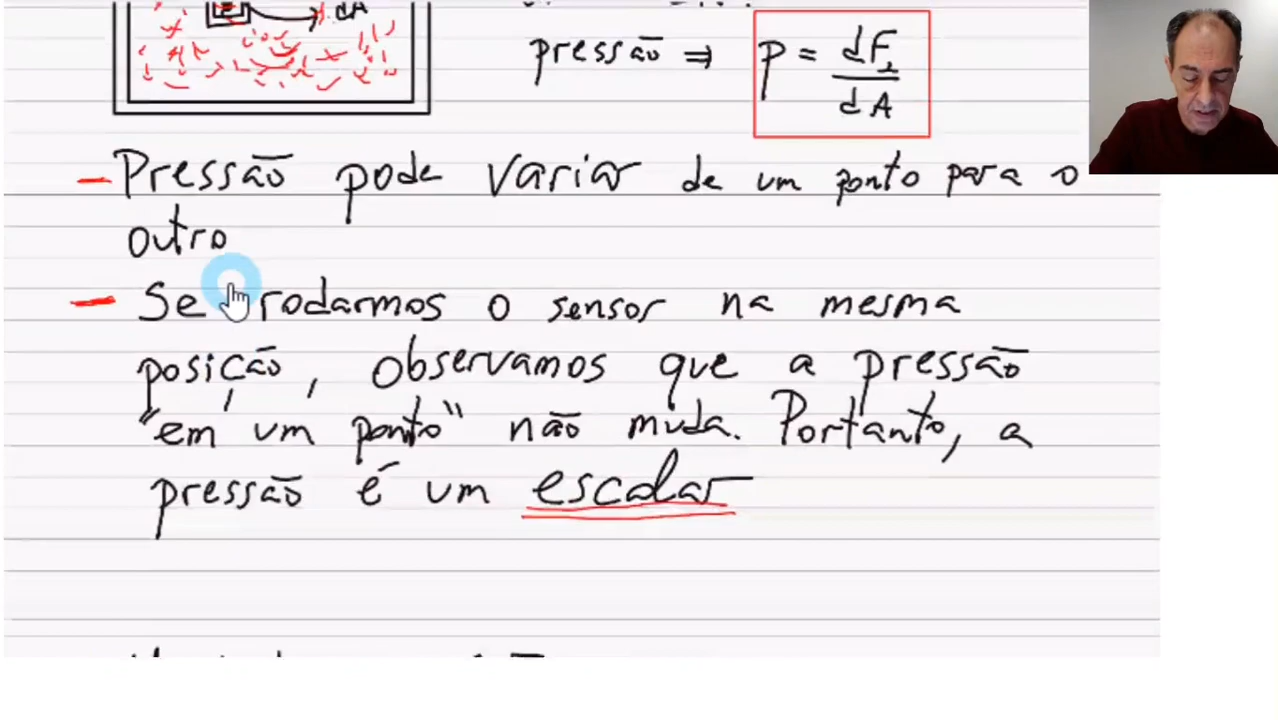 dA
pressão ⇒ p = dF⊥ / dA
- Pressão pode variar de um ponto para o
outro
- Se rodarmos o sensor na mesma
posição, observamos que a pressão
"em um ponto" não muda. Portanto, a
pressão é um escalar